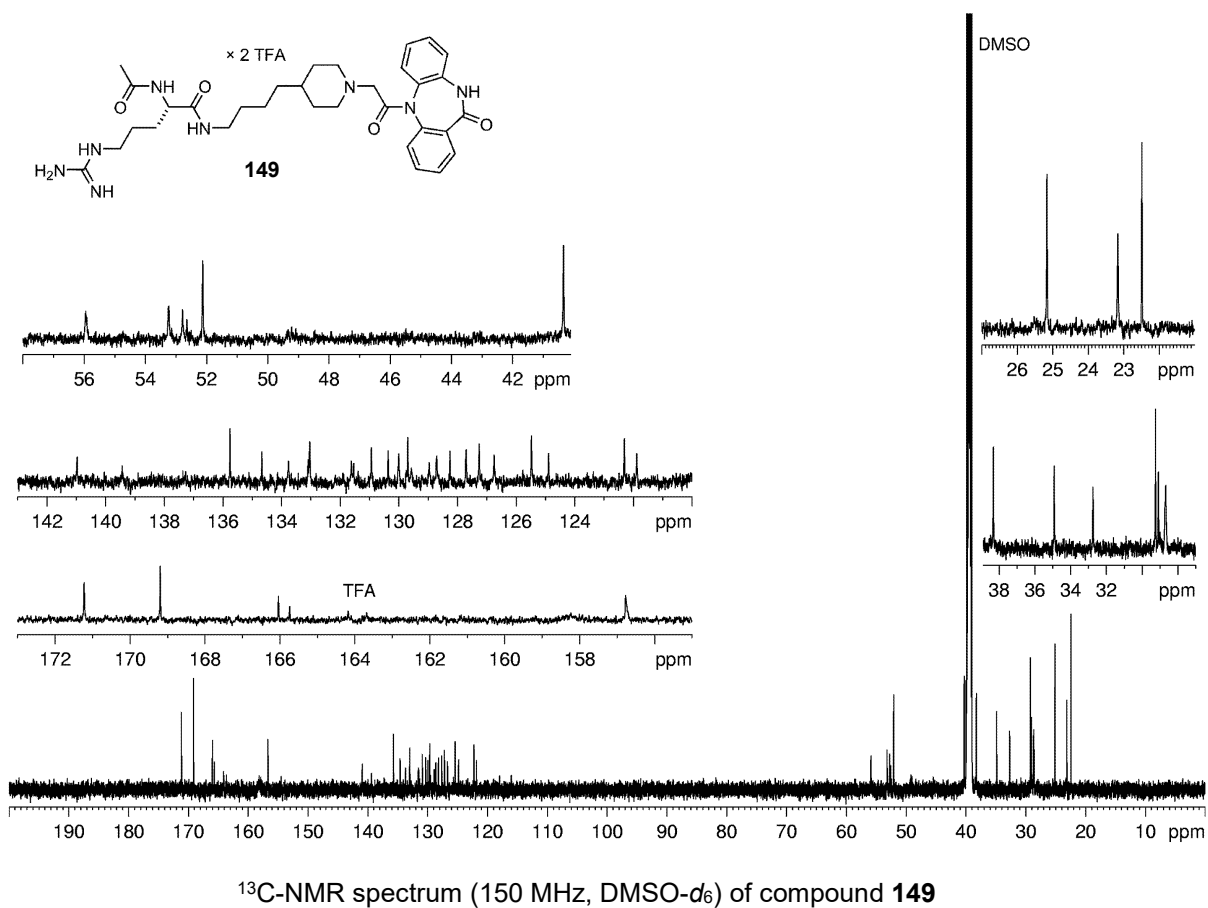 DMSO
× 2 TFA
O
NH
O
N
H
N
O
N
NH
O
HN
H₂N
NH
149
56 54 52 50 48 46 44 42 ppm
26 25 24 23 ppm
142 140 138 136 134 132 130 128 126 124 ppm
38 36 34 32 ppm
TFA
172 170 168 166 164 162 160 158 ppm
190 180 170 160 150 140 130 120 110 100 90 80 70 60 50 40 30 20 10 ppm
¹³C-NMR spectrum (150 MHz, DMSO-d₆) of compound 149